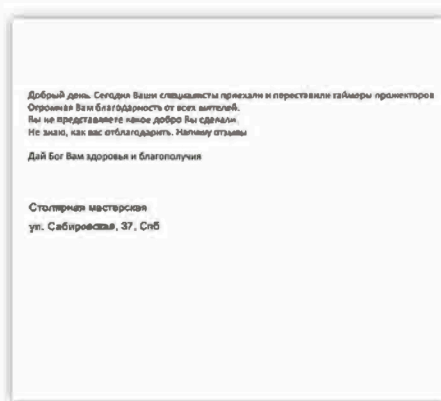 Добрый день. Сегодня Ваши специалисты приехали и переставили таймеры прожекторов
Огромная Вам благодарность от всех жителей.
Вы не представляете какое добро Вы сделали.
Не знаю, как вас отблагодарить. Напишу отзывы
Дай Бог Вам здоровья и благополучия
Столярная мастерская
ул. Сабировская, 37, Спб